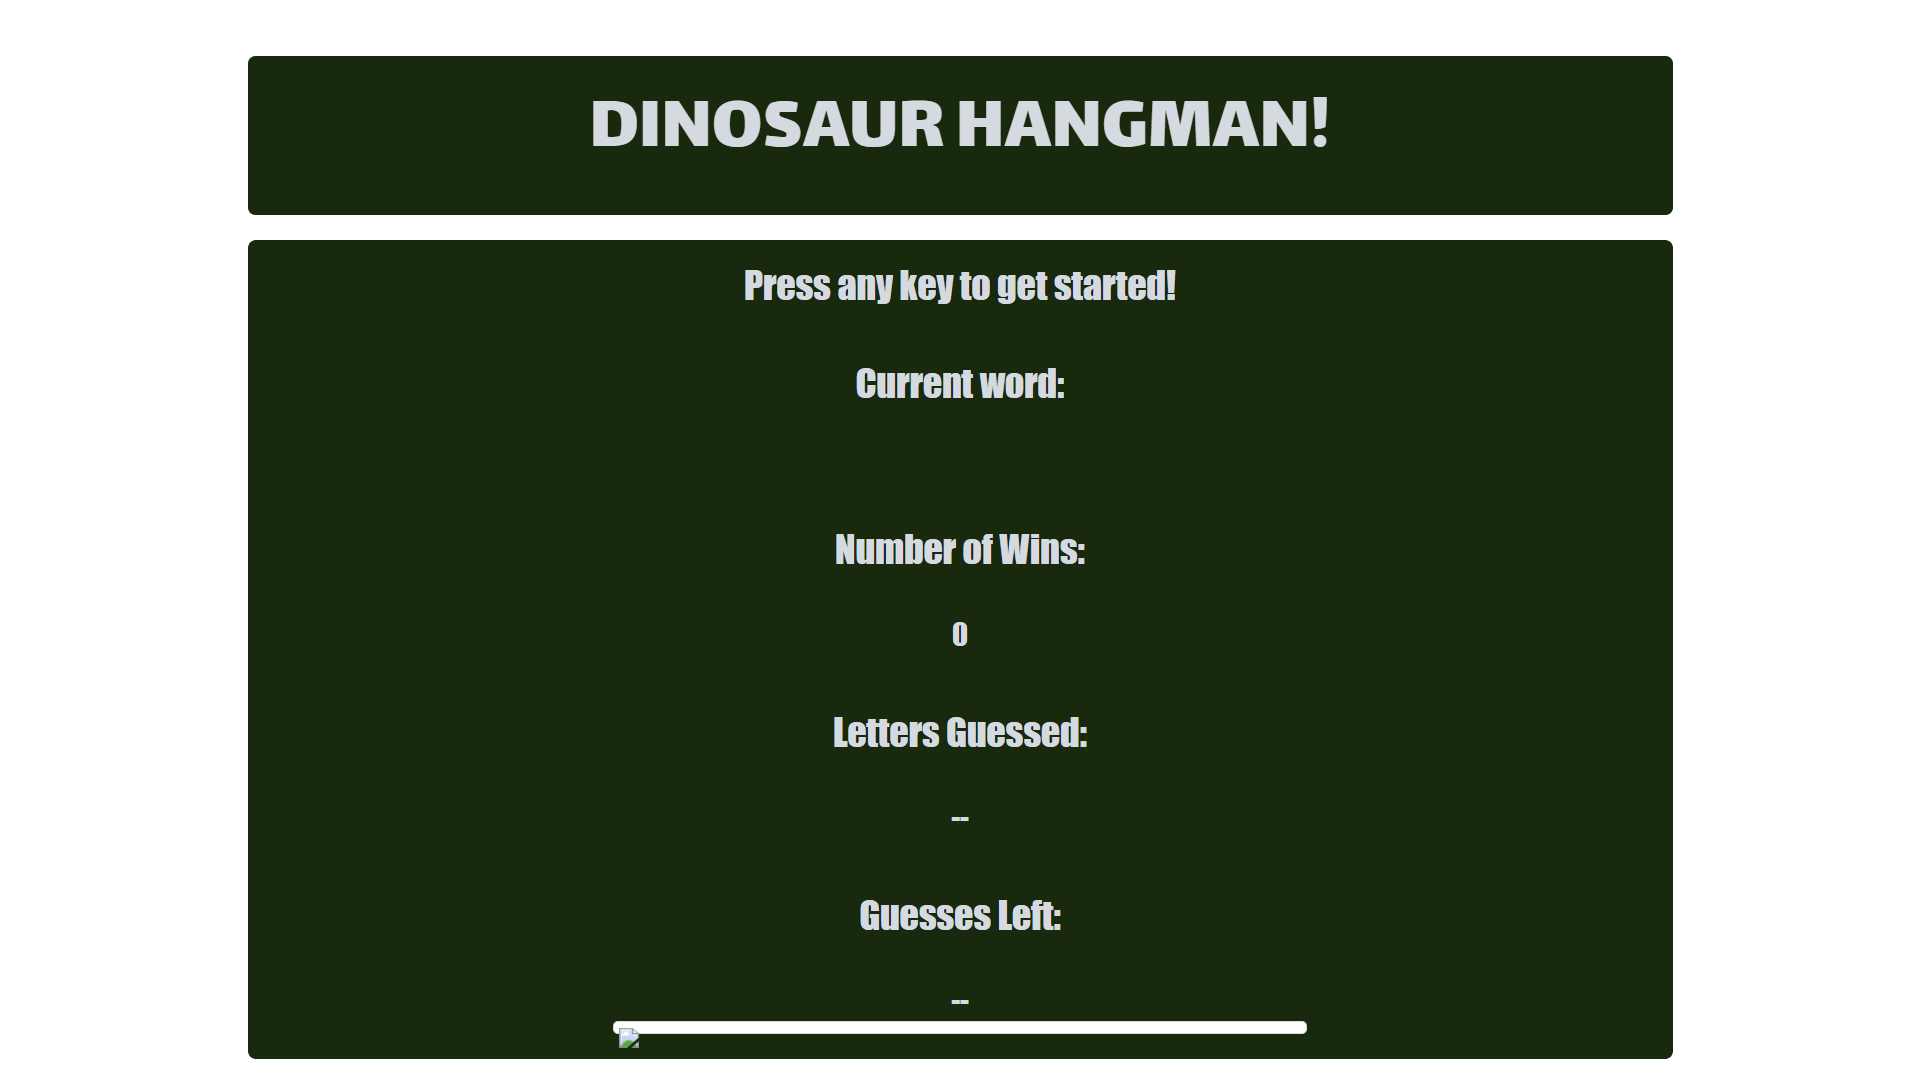 DINOSAUR HANGMAN!
Press any key to get started!
Current word:
Number of Wins:
0
Letters Guessed:
--
Guesses Left:
--